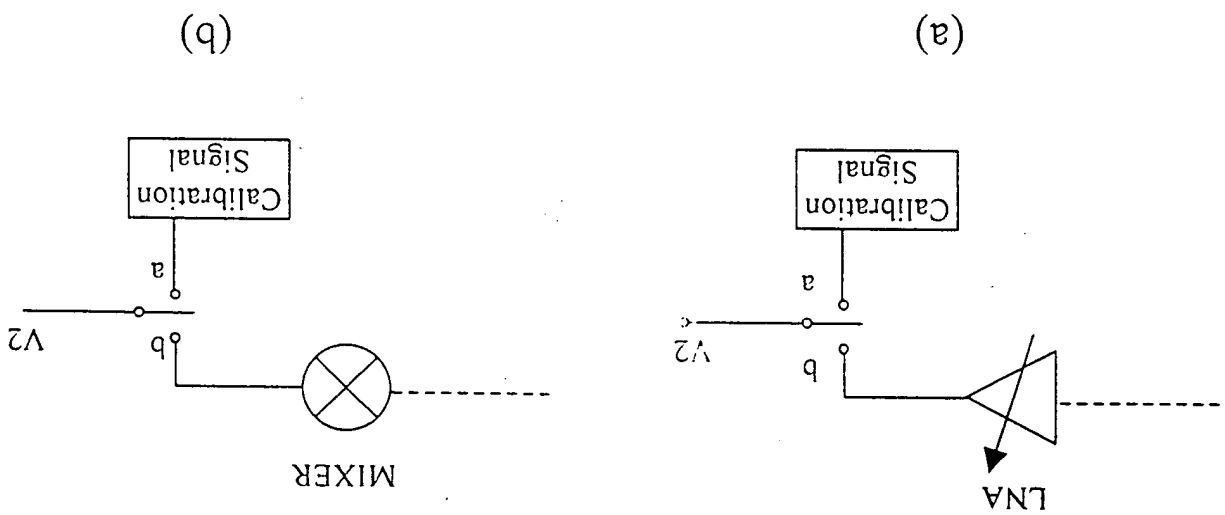 LNA
b
V2
a
Calibration
Signal
(a)
MIXER
b
V2
a
Calibration
Signal
(b)